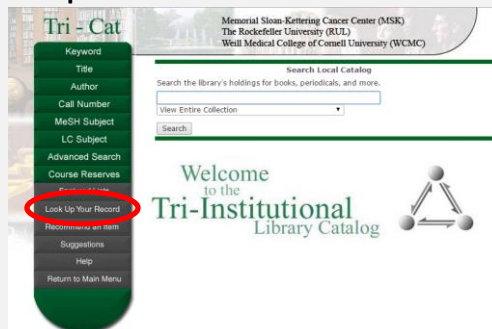 Tri - Cat
Memorial Sloan-Kettering Cancer Center (MSK)
The Rockefeller University (RUL)
Weill Medical College of Cornell University (WCMC)
Keyword
Title
Author
Call Number
MeSH Subject
LC Subject
Advanced Search
Course Reserves
Look Up Your Record
Recommend an Item
Suggestions
Help
Return to Main Menu
Search Local Catalog
Search the library's holdings for books, periodicals, and more.
View Entire Collection
Search
Welcome
to the
Tri-Institutional
Library Catalog